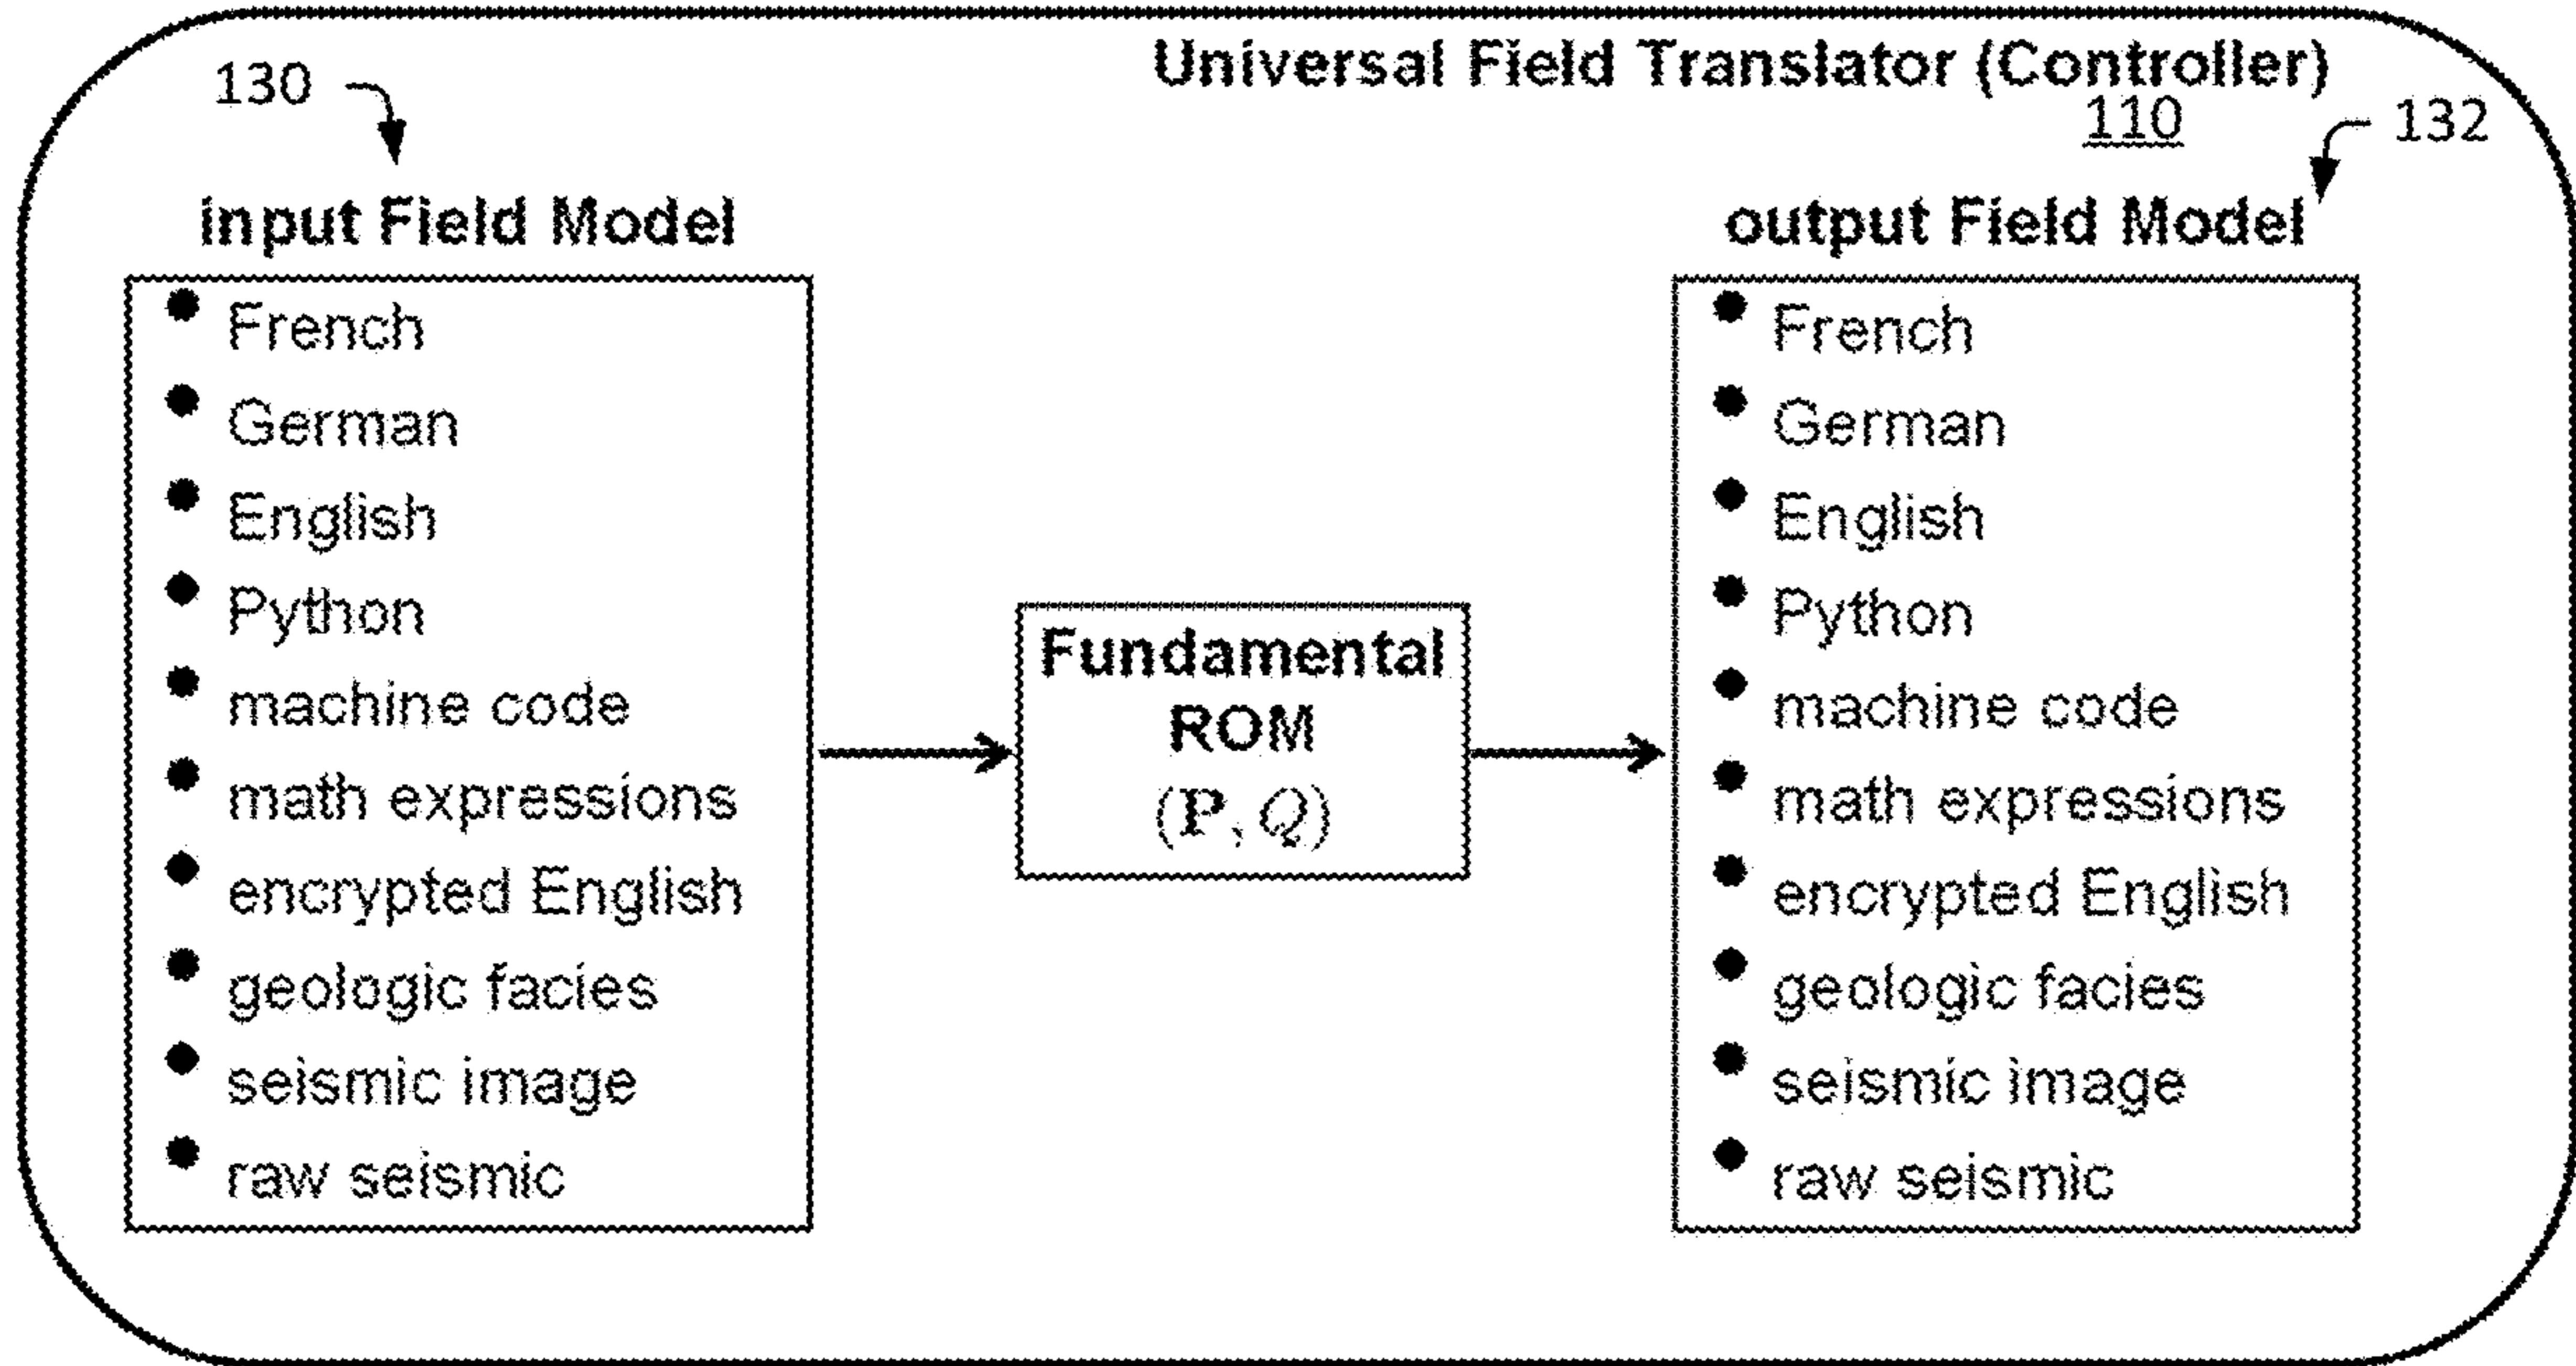 Universal Field Translator (Controller)
110
130
132
input Field Model
• French
• German
• English
• Python
• machine code
• math expressions
• encrypted English
• geologic facies
• seismic image
• raw seismic
Fundamental
ROM
(P, Q)
output Field Model
• French
• German
• English
• Python
• machine code
• math expressions
• encrypted English
• geologic facies
• seismic image
• raw seismic